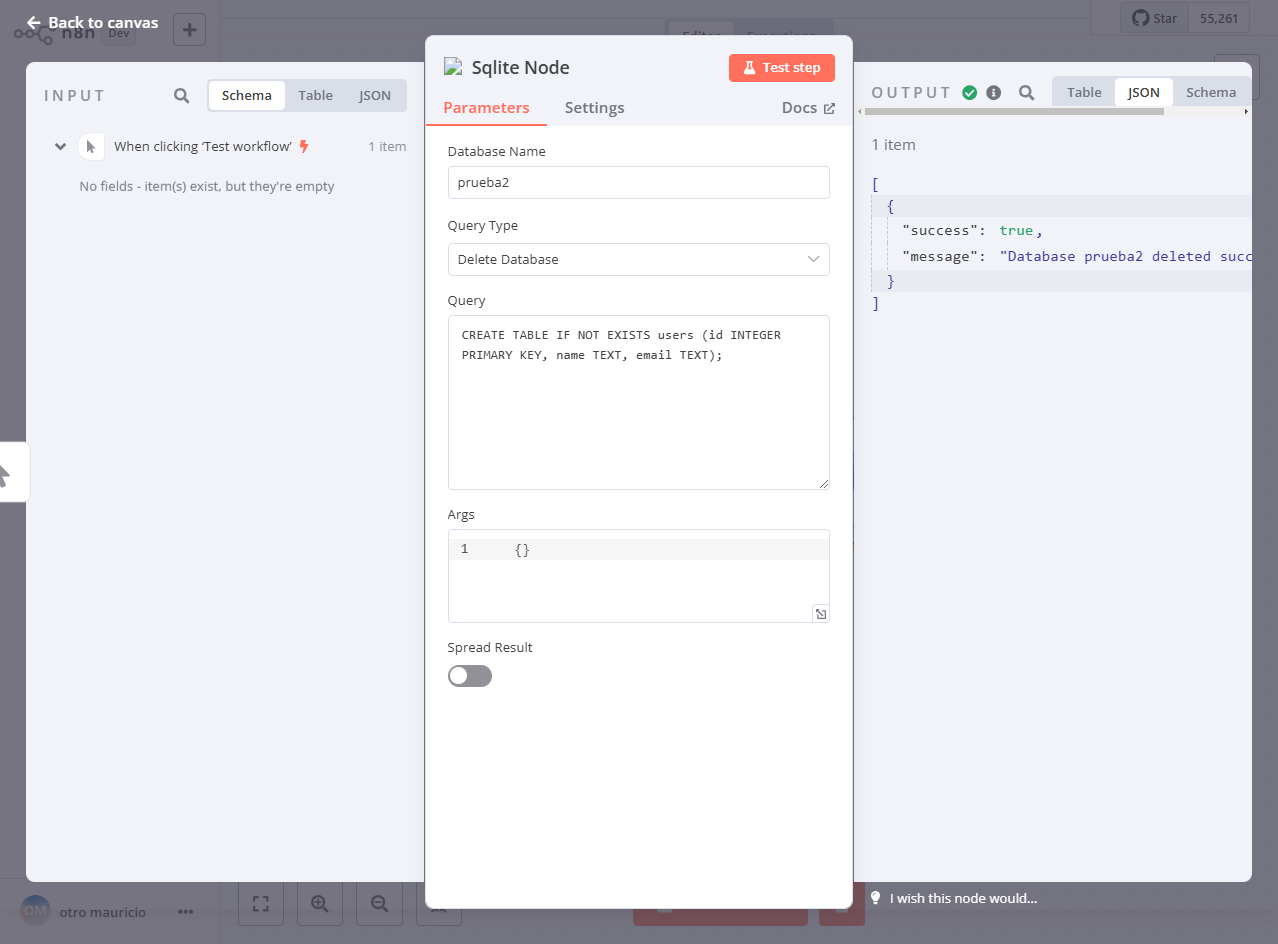 Back to canvas
n8n
Dev
Editor
Executions
Star
55,261
INPUT
Schema
Table
JSON
When clicking ‘Test workflow’
1 item
No fields - item(s) exist, but they're empty
Sqlite Node
Test step
Parameters
Settings
Docs
Database Name
prueba2
Query Type
Delete Database
Query
CREATE TABLE IF NOT EXISTS users (id INTEGER
PRIMARY KEY, name TEXT, email TEXT);
Args
1 {}
Spread Result
OUTPUT
Table
JSON
Schema
1 item
[
{
"success": true,
"message": "Database prueba2 deleted succ
}
]
OM
otro mauricio
I wish this node would...